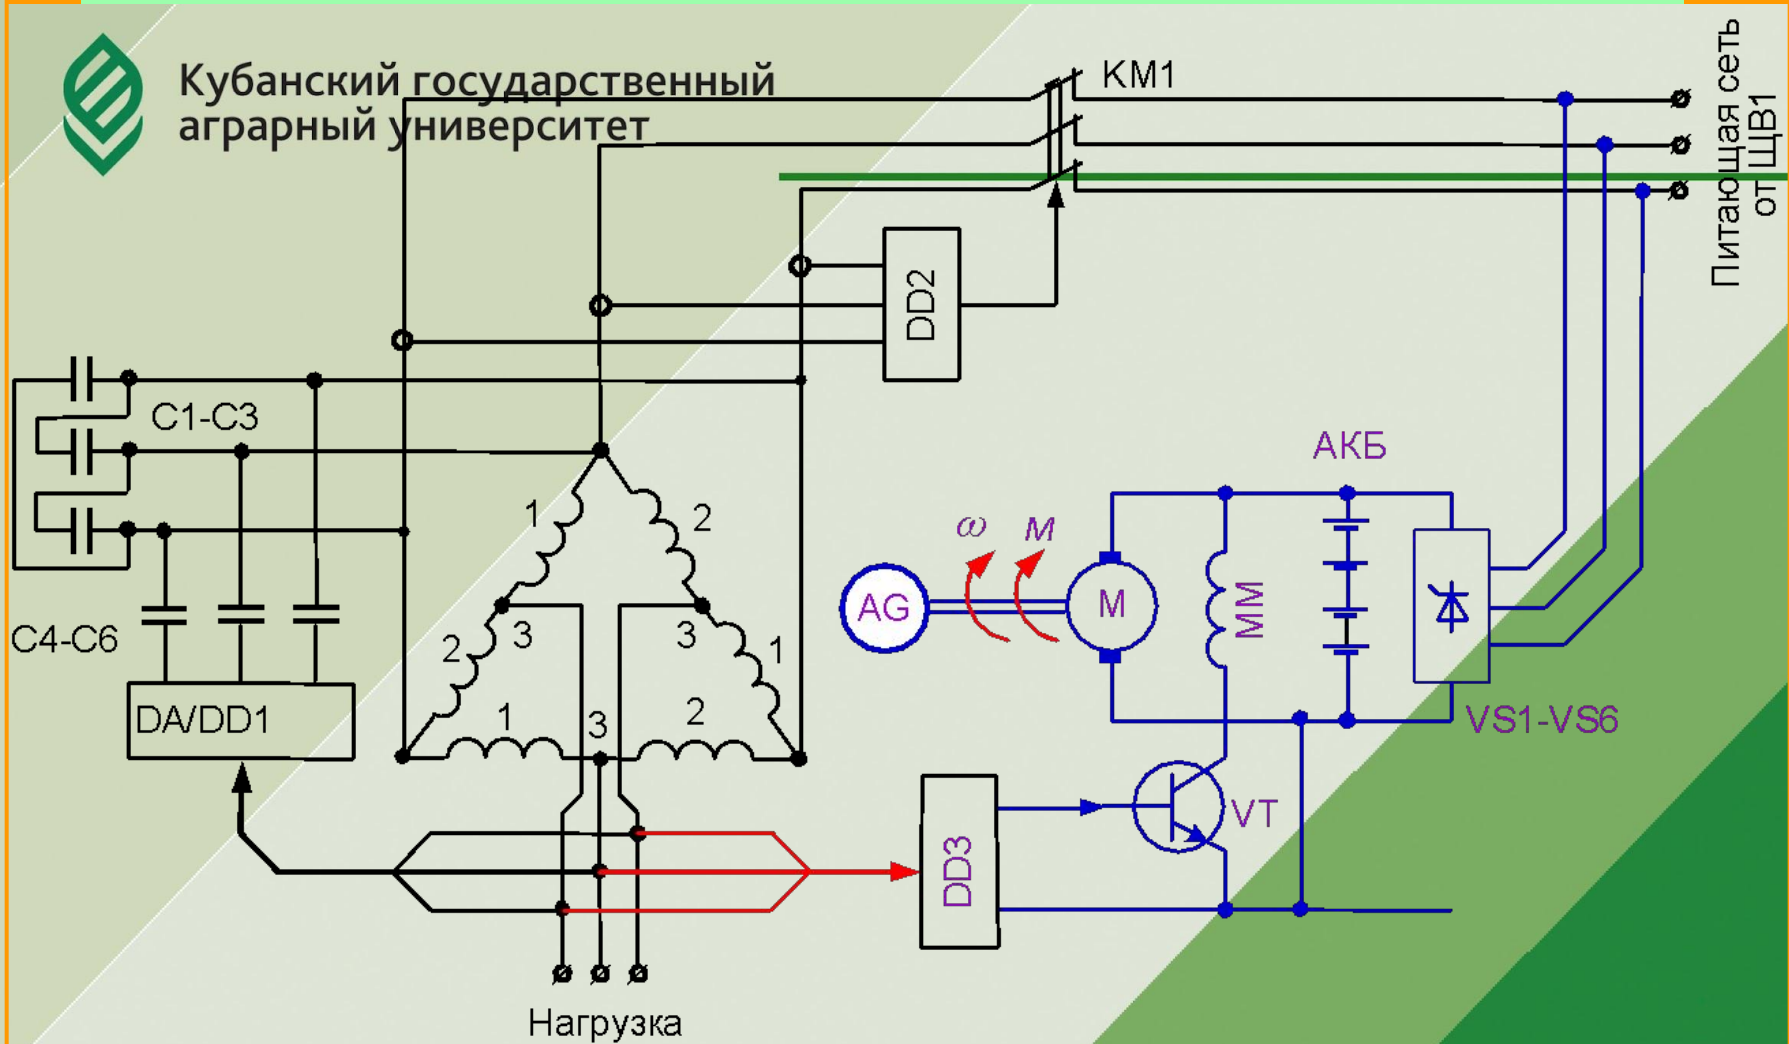 Кубанский государственный
аграрный университет
KM1
Питающая сеть
от ЩВ1
DD2
C1-C3
АКБ
1
2
ω
М
AG
М
ММ
C4-C6
2
3
3
1
DA/DD1
1
3
2
VS1-VS6
VT
DD3
Нагрузка